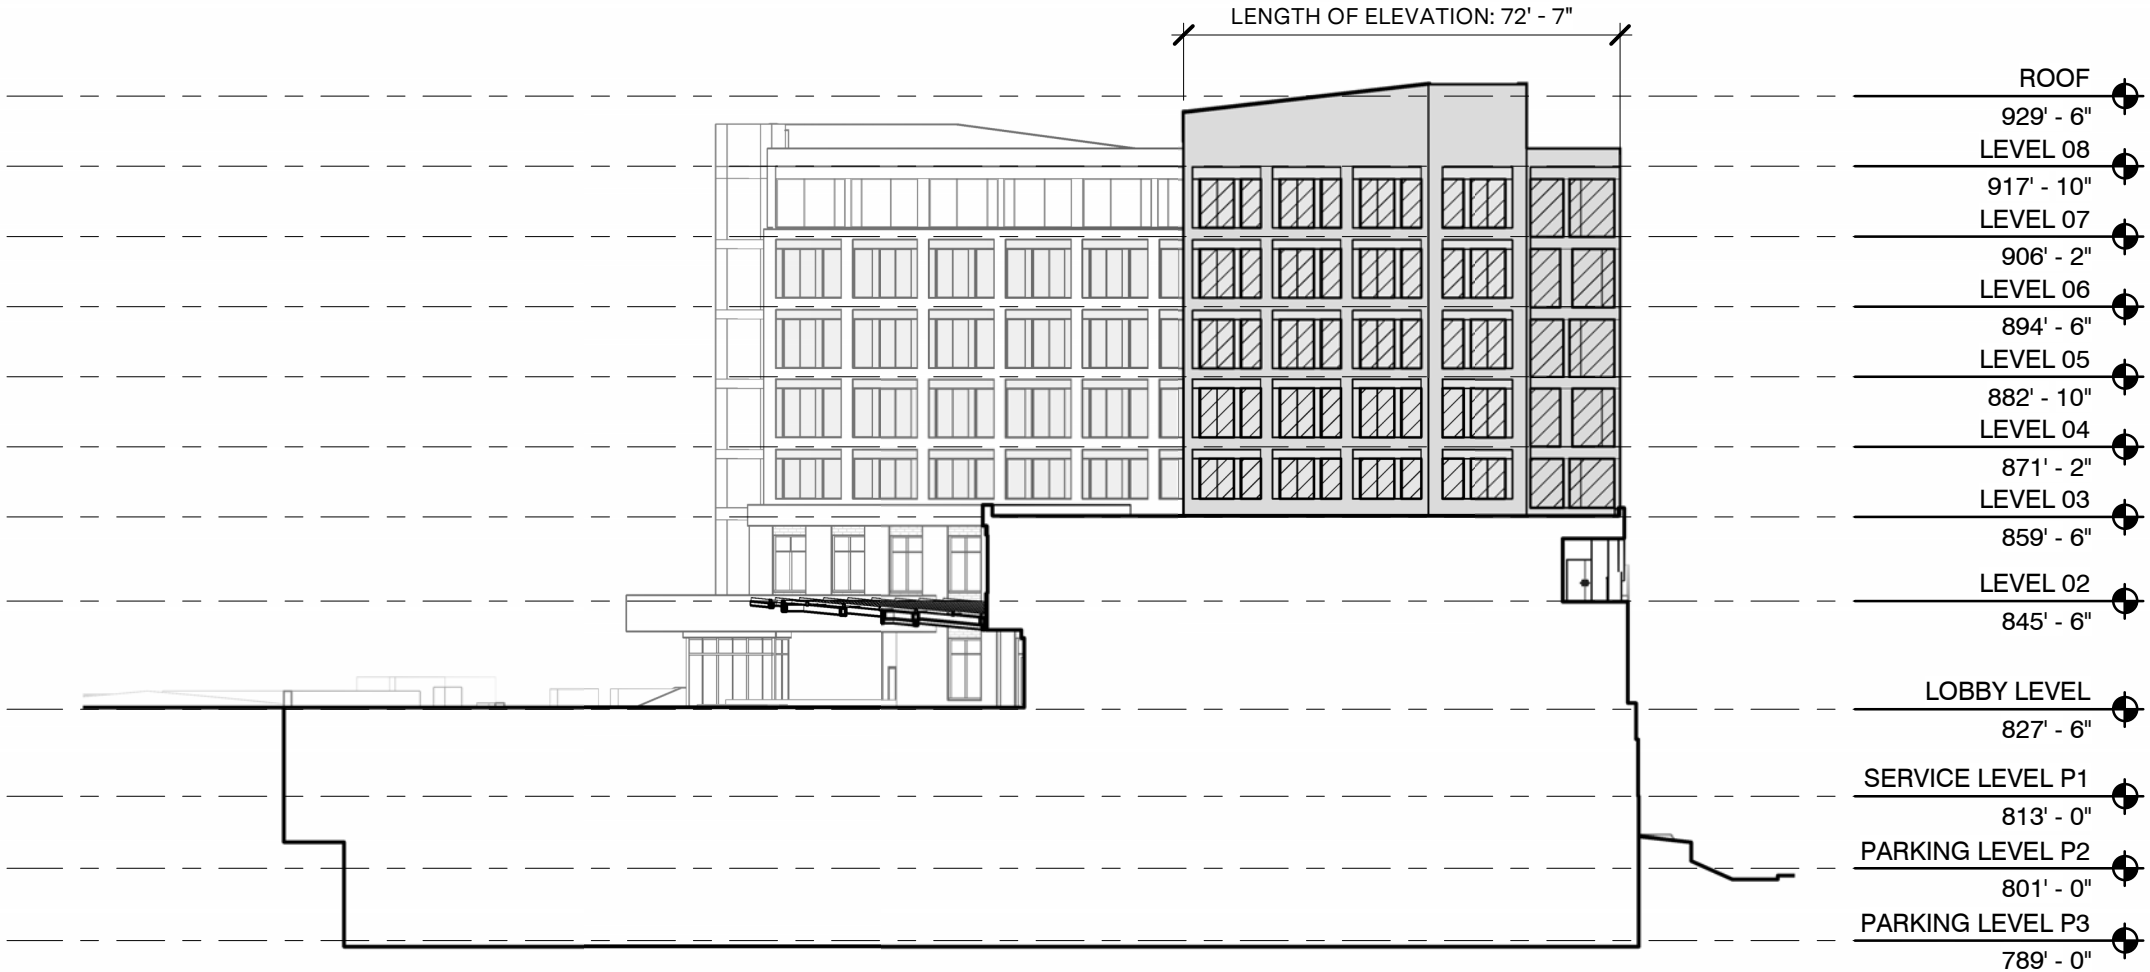 LENGTH OF ELEVATION: 72' - 7"
ROOF
929' - 6"
LEVEL 08
917' - 10"
LEVEL 07
906' - 2"
LEVEL 06
894' - 6"
LEVEL 05
882' - 10"
LEVEL 04
871' - 2"
LEVEL 03
859' - 6"
LEVEL 02
845' - 6"
LOBBY LEVEL
827' - 6"
SERVICE LEVEL P1
813' - 0"
PARKING LEVEL P2
801' - 0"
PARKING LEVEL P3
789' - 0"